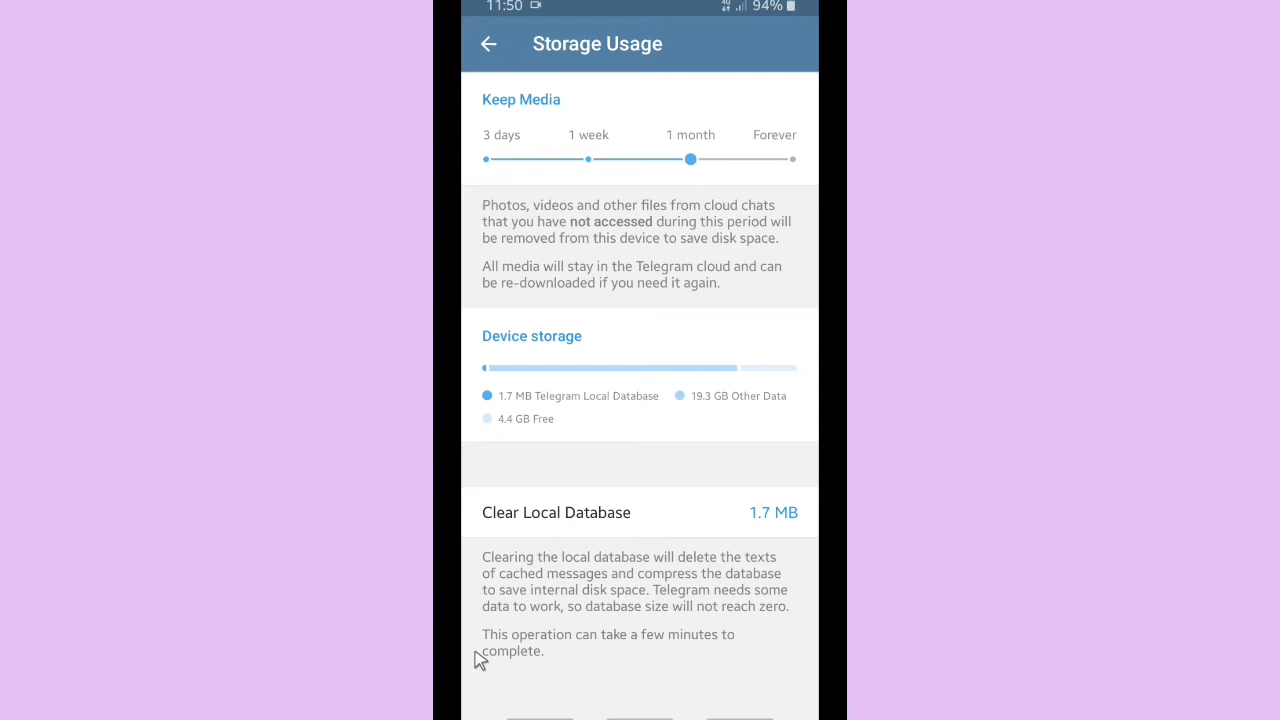 11:50 4G 94%
Storage Usage
Keep Media
3 days 1 week 1 month Forever
Photos, videos and other files from cloud chats
that you have not accessed during this period will
be removed from this device to save disk space.
All media will stay in the Telegram cloud and can
be re-downloaded if you need it again.
Device storage
1.7 MB Telegram Local Database 19.3 GB Other Data
4.4 GB Free
Clear Local Database 1.7 MB
Clearing the local database will delete the texts
of cached messages and compress the database
to save internal disk space. Telegram needs some
data to work, so database size will not reach zero.
This operation can take a few minutes to
complete.